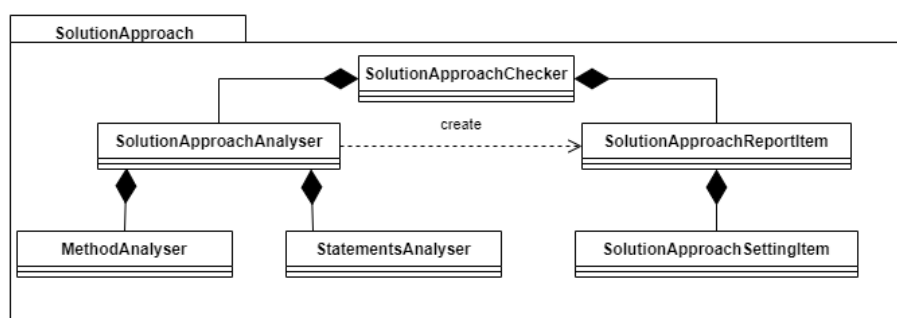 SolutionApproach
SolutionApproachChecker
create
SolutionApproachAnalyser
SolutionApproachReportItem
MethodAnalyser
StatementsAnalyser
SolutionApproachSettingItem